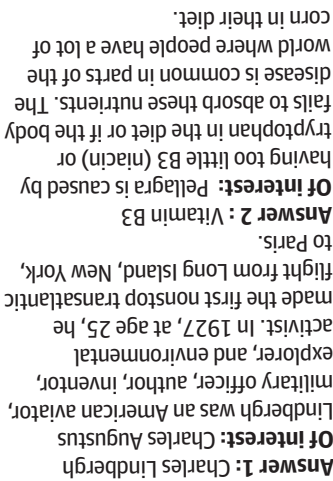 Answer 1: Charles Lindbergh
Of interest: Charles Augustus
Lindbergh was an American aviator,
military officer, author, inventor,
explorer, and environmental
activist. In 1927, at age 25, he
made the first nonstop transatlantic
flight from Long Island, New York,
to Paris.
Answer 2 : Vitamin B3
Of interest: Pellagra is caused by
having too little B3 (niacin) or
tryptophan in the diet or if the body
fails to absorb these nutrients. The
disease is common in parts of the
world where people have a lot of
corn in their diet.